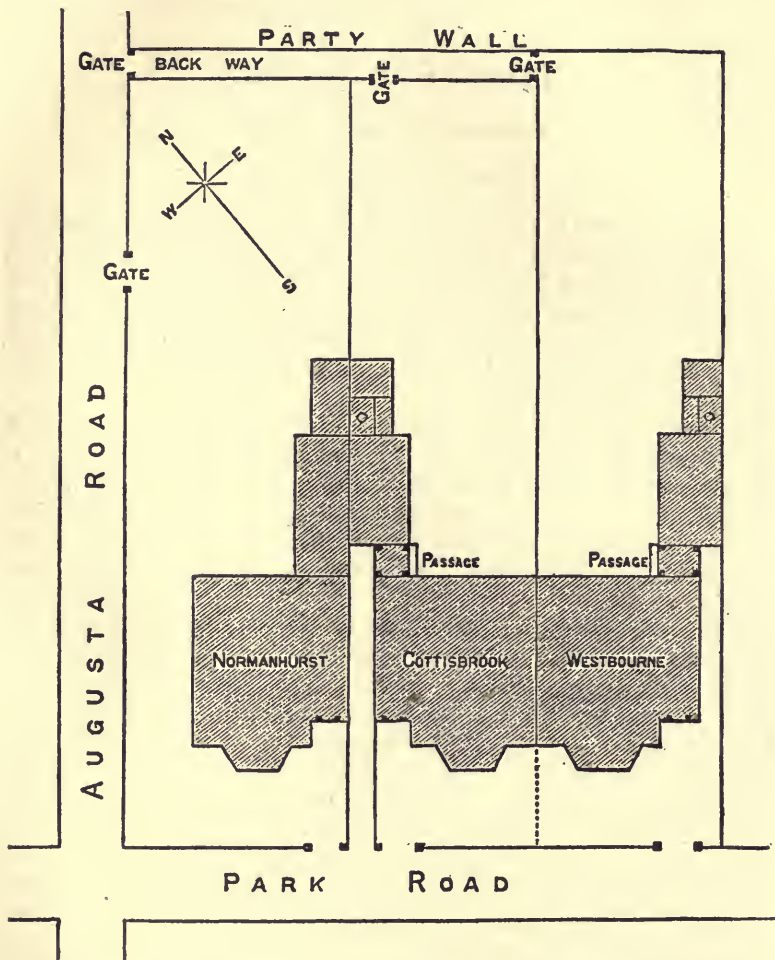 PARTY WALL
GATE BACK WAY GATE
GATE
N
E
W
S
GATE
AUGUSTA ROAD
PASSAGE PASSAGE
NORMANHURST COTTISBROOK WESTBOURNE
PARK ROAD